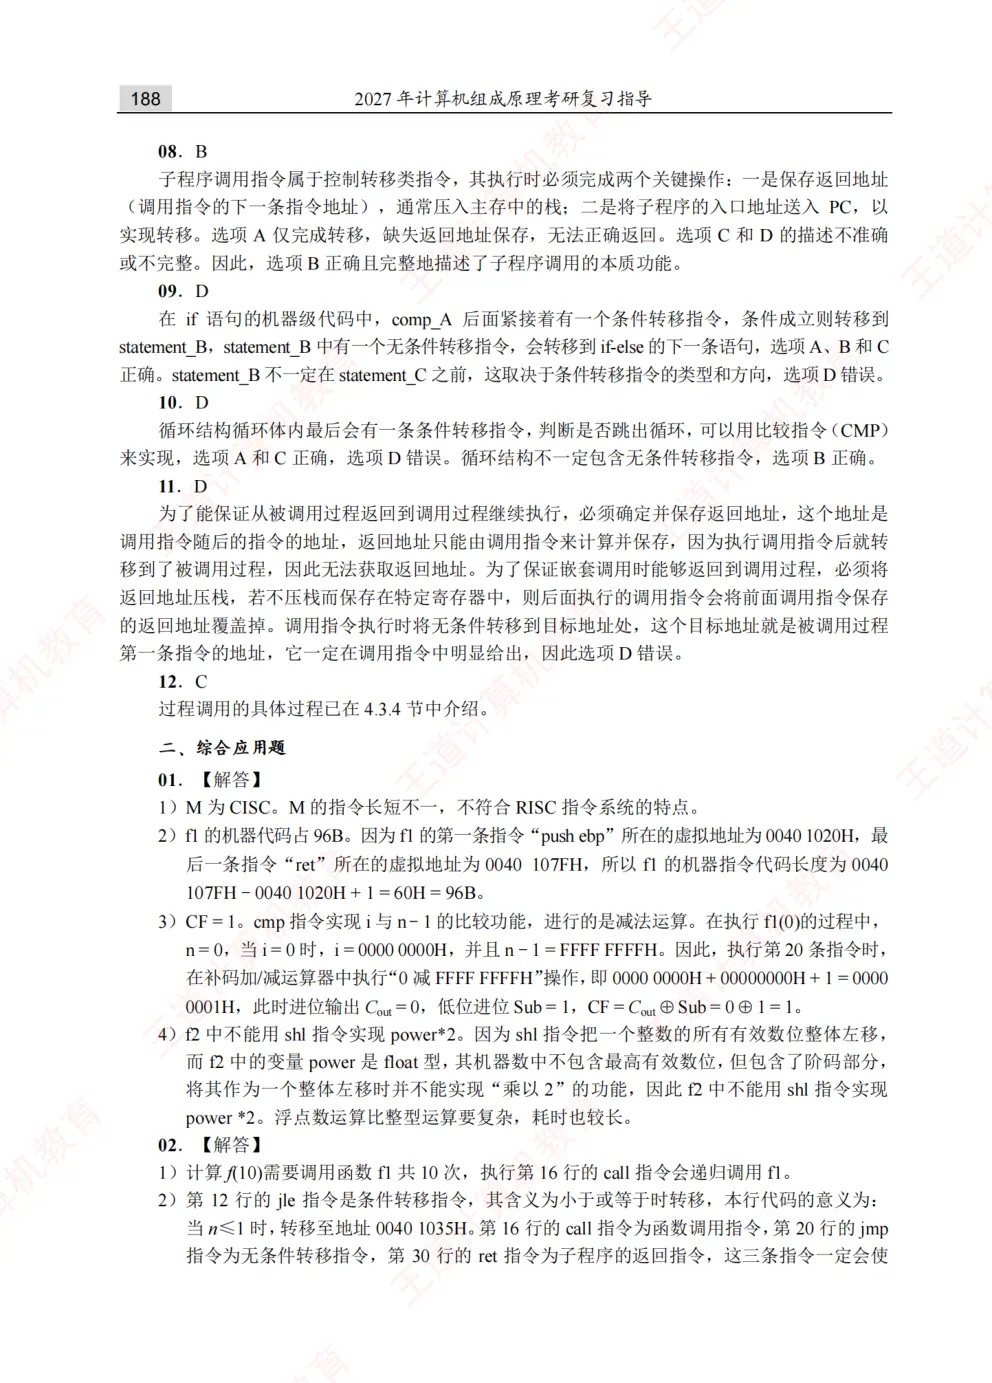 188
2027 年计算机组成原理考研复习指导
08．B
子程序调用指令属于控制转移类指令，其执行时必须完成两个关键操作：一是保存返回地址
（调用指令的下一条指令地址），通常压入主存中的栈；二是将子程序的入口地址送入 PC，以
实现转移。选项 A 仅完成转移，缺失返回地址保存，无法正确返回。选项 C 和 D 的描述不准确
或不完整。因此，选项 B 正确且完整地描述了子程序调用的本质功能。
09．D
在 if 语句的机器级代码中，comp_A 后面紧接着有一个条件转移指令，条件成立则转移到
statement_B，statement_B 中有一个无条件转移指令，会转移到 if-else 的下一条语句，选项 A、B 和 C
正确。statement_B 不一定在 statement_C 之前，这取决于条件转移指令的类型和方向，选项 D 错误。
10．D
循环结构循环体内最后会有一条条件转移指令，判断是否跳出循环，可以用比较指令（CMP）
来实现，选项 A 和 C 正确，选项 D 错误。循环结构不一定包含无条件转移指令，选项 B 正确。
11．D
为了能保证从被调用过程返回到调用过程继续执行，必须确定并保存返回地址，这个地址是
调用指令随后的指令的地址，返回地址只能由调用指令来计算并保存，因为执行调用指令后就转
移到了被调用过程，因此无法获取返回地址。为了保证嵌套调用时能够返回到调用过程，必须将
返回地址压栈，若不压栈而保存在特定寄存器中，则后面执行的调用指令会将前面调用指令保存
的返回地址覆盖掉。调用指令执行时将无条件转移到目标地址处，这个目标地址就是被调用过程
第一条指令的地址，它一定在调用指令中明显给出，因此选项 D 错误。
12．C
过程调用的具体过程已在 4.3.4 节中介绍。
二、综合应用题
01．【解答】
1）M 为 CISC。M 的指令长短不一，不符合 RISC 指令系统的特点。
2）f1 的机器代码占 96B。因为 f1 的第一条指令“push ebp”所在的虚拟地址为 0040 1020H，最
后一条指令“ret”所在的虚拟地址为 0040 107FH，所以 f1 的机器指令代码长度为 0040
107FH − 0040 1020H + 1 = 60H = 96B。
3）CF = 1。cmp 指令实现 i 与 n − 1 的比较功能，进行的是减法运算。在执行 f1(0)的过程中，
n = 0，当 i = 0 时，i = 0000 0000H，并且 n − 1 = FFFF FFFFH。因此，执行第 20 条指令时，
在补码加/减运算器中执行“0 减 FFFF FFFFH”操作，即 0000 0000H + 00000000H + 1 = 0000
0001H，此时进位输出 Cout = 0，低位进位 Sub = 1，CF = Cout ⊕ Sub = 0 ⊕ 1 = 1。
4）f2 中不能用 shl 指令实现 power*2。因为 shl 指令把一个整数的所有有效数位整体左移，
而 f2 中的变量 power 是 float 型，其机器数中不包含最高有效数位，但包含了阶码部分，
将其作为一个整体左移时并不能实现“乘以 2”的功能，因此 f2 中不能用 shl 指令实现
power *2。浮点数运算比整型运算要复杂，耗时也较长。
02．【解答】
1）计算 f(10)需要调用函数 f1 共 10 次，执行第 16 行的 call 指令会递归调用 f1。
2）第 12 行的 jle 指令是条件转移指令，其含义为小于或等于时转移，本行代码的意义为：
当 n≤1 时，转移至地址 0040 1035H。第 16 行的 call 指令为函数调用指令，第 20 行的 jmp
指令为无条件转移指令，第 30 行的 ret 指令为子程序的返回指令，这三条指令一定会使